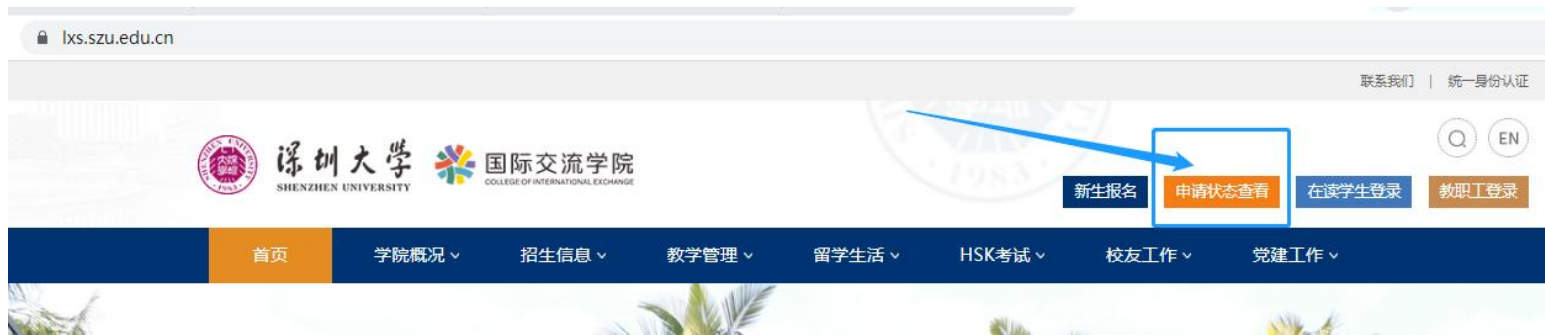 lxs.szu.edu.cn
联系我们 | 统一身份认证
深圳大学
SHENZHEN UNIVERSITY
国际交流学院
COLLEGE OF INTERNATIONAL EXCHANGE
1983
EN
新生报名 申请状态查看 在读学生登录 教职工登录
首页 学院概况 招生信息 教学管理 留学生活 HSK考试 校友工作 党建工作